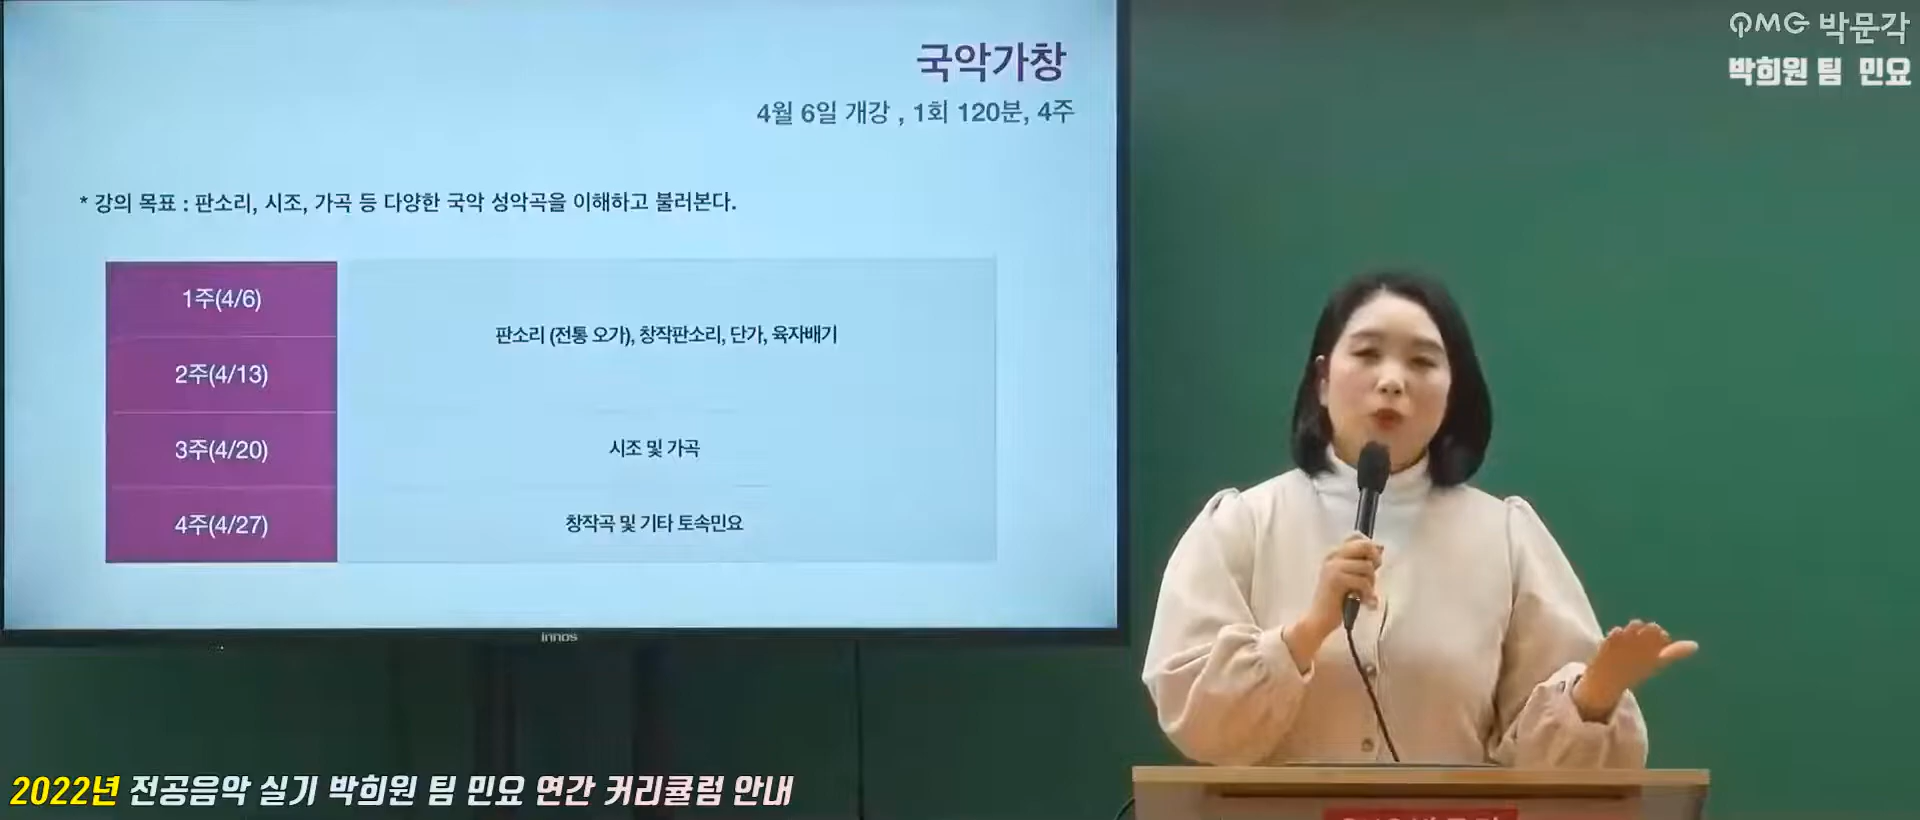 국악가창
4월 6일 개강 , 1회 120분, 4주
* 강의 목표 : 판소리, 시조, 가곡 등 다양한 국악 성악곡을 이해하고 불러본다.
1주(4/6)
판소리 (전통 오가), 창작판소리, 단가, 육자배기
2주(4/13)
3주(4/20)
시조 및 가곡
4주(4/27)
창작곡 및 기타 토속민요
innos
PMG 박문각
박희원 팀 민요
2022년 전공음악 실기 박희원 팀 민요 연간 커리큘럼 안내